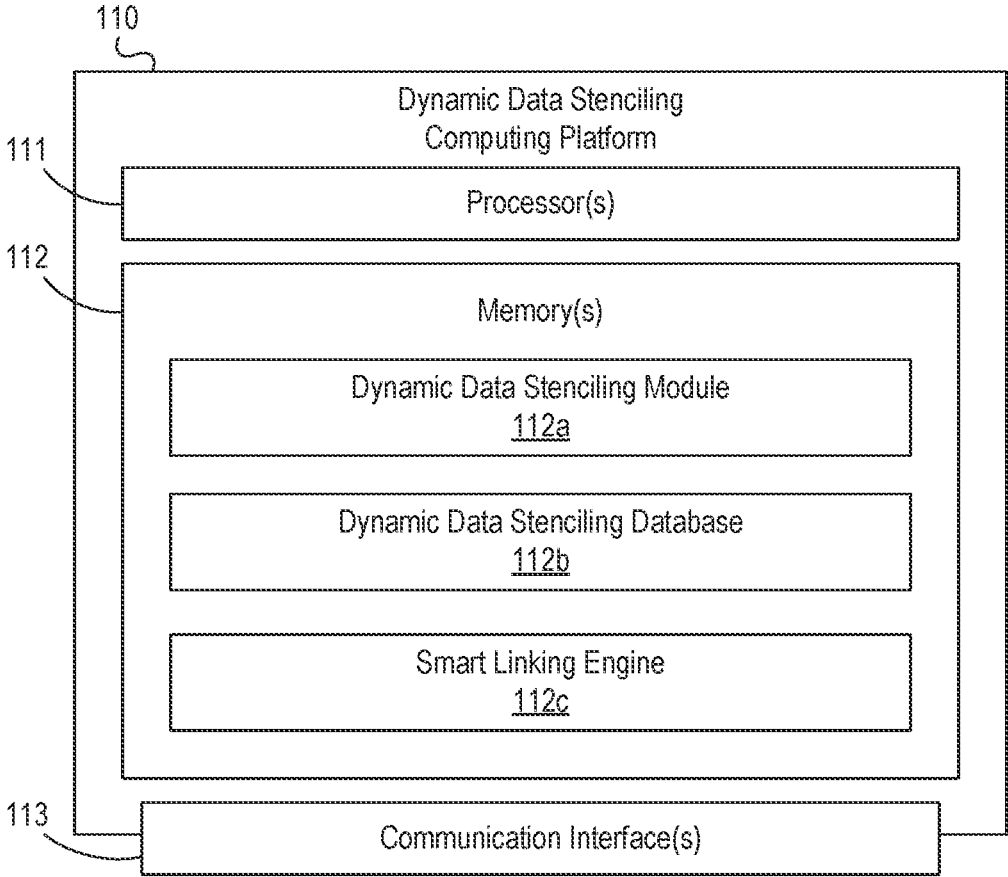 110
Dynamic Data Stenciling
Computing Platform
111
Processor(s)
112
Memory(s)
Dynamic Data Stenciling Module
112a
Dynamic Data Stenciling Database
112b
Smart Linking Engine
112c
113
Communication Interface(s)